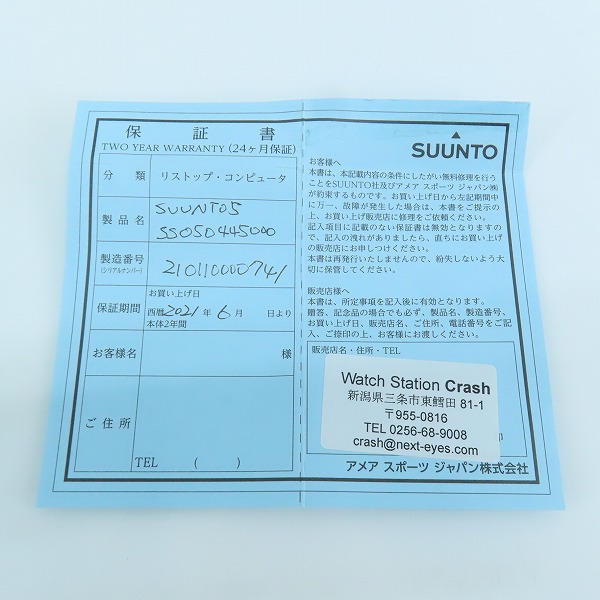 保証書
TWO YEAR WARRANTY (24ヶ月保証)
分類 リストップ・コンピュータ
製品名 SUUNTO5
SS050445000
製造番号
(シリアルナンバー)
210110000741
お買い上げ日
保証期間 西暦2021年6月 日より
本体2年間
お客様名 様
ご住所
TEL ( )
SUUNTO
お客様へ
本書は、本記載内容の条件にしたがい無料修理を行う
ことをSUUNTO社及びアメア スポーツ ジャパン㈱
が約束するものです。お買い上げ日から左記期間中
に万一、故障が発生した場合は、本書をご提示の
上、お買い上げ販売店に修理をご依頼ください。
記入項目に記載のない保証書は無効となりますの
で、記入の洩れがありましたら、直ちにお買い上げ
の販売店にお申しつけください。
本書は再発行いたしませんので、紛失しないよう大
切に保管してください。
販売店様へ
本書は、所定事項を記入後に有効となります。
贈答、記念品の場合でも必ず、製品名、製造番号、
お買い上げ日、販売店名、ご住所、電話番号をご記
入、ご捺印の上、お客様にお渡しください。
販売店名・住所・TEL
Watch Station Crash
新潟県三条市東鱈田 81-1
〒955-0816
TEL 0256-68-9008
crash@next-eyes.com
印
アメア スポーツ ジャパン株式会社